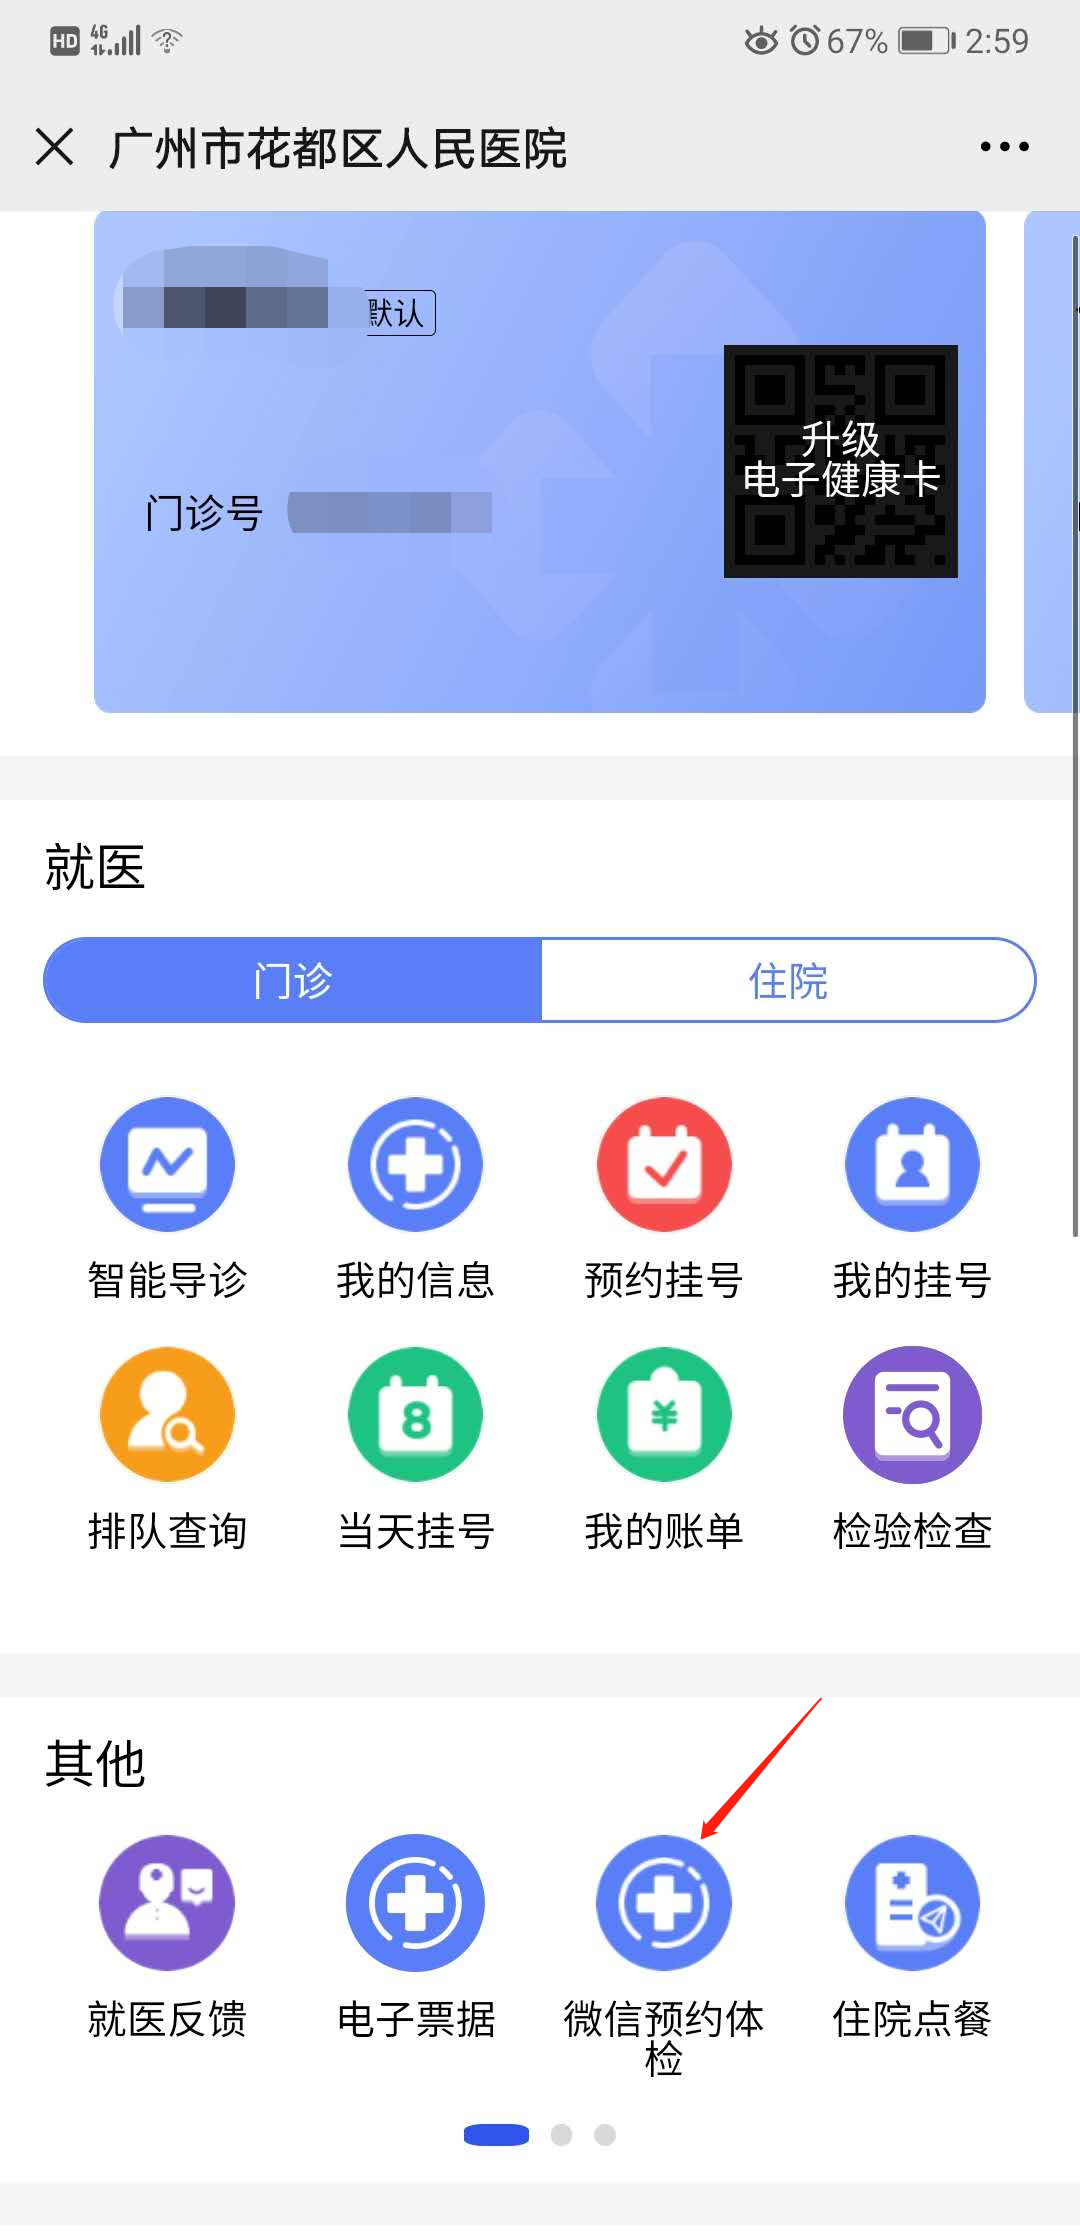 HD 4G 67% 2:59
广州市花都区人民医院
默认
升级
电子健康卡
门诊号
就医
门诊 住院
智能导诊 我的信息 预约挂号 我的挂号
8 ¥
排队查询 当天挂号 我的账单 检验检查
其他
就医反馈 电子票据 微信预约体检 住院点餐